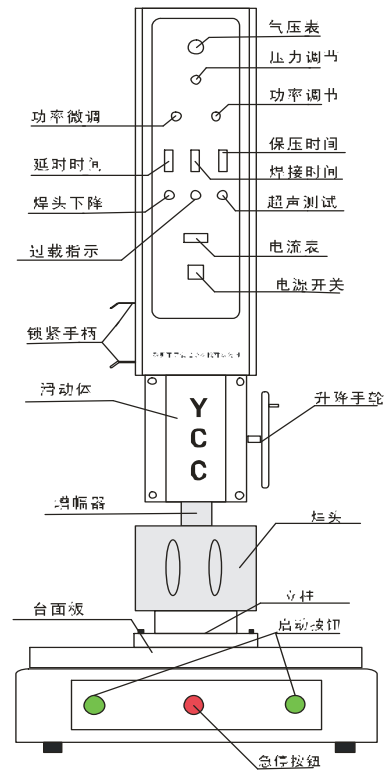 气压表
压力调节
功率调节
功率微调
保压时间
延时时间
焊接时间
焊头下降
超声测试
过载指示
电流表
电源开关
锁紧手柄
滑动体
升降手轮
Y
C
C
增幅器
焊头
台面板
立柱
启动按钮
急停按钮